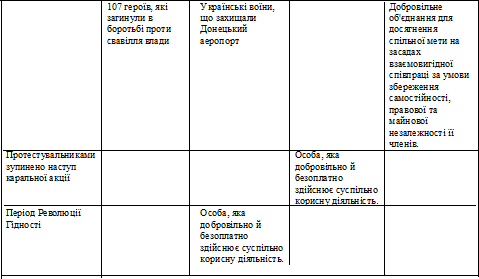 107 героїв, які
загинули в
боротьбі проти
свавілля влади
Українські воїни,
що захищали
Донецький
аеропорт
Добровільне
об'єднання для
досягнення
спільної мети на
засадах
взаємовигідної
співпраці за умови
збереження
самостійності,
правової та
майнової
незалежності її
членів.
Протестувальниками
зупинено наступ
каральної акції
Особа, яка
добровільно й
безоплатно
здійснює суспільно
корисну діяльність.
Період Революції
Гідності
Особа, яка
добровільно й
безоплатно
здійснює суспільно
корисну діяльність.